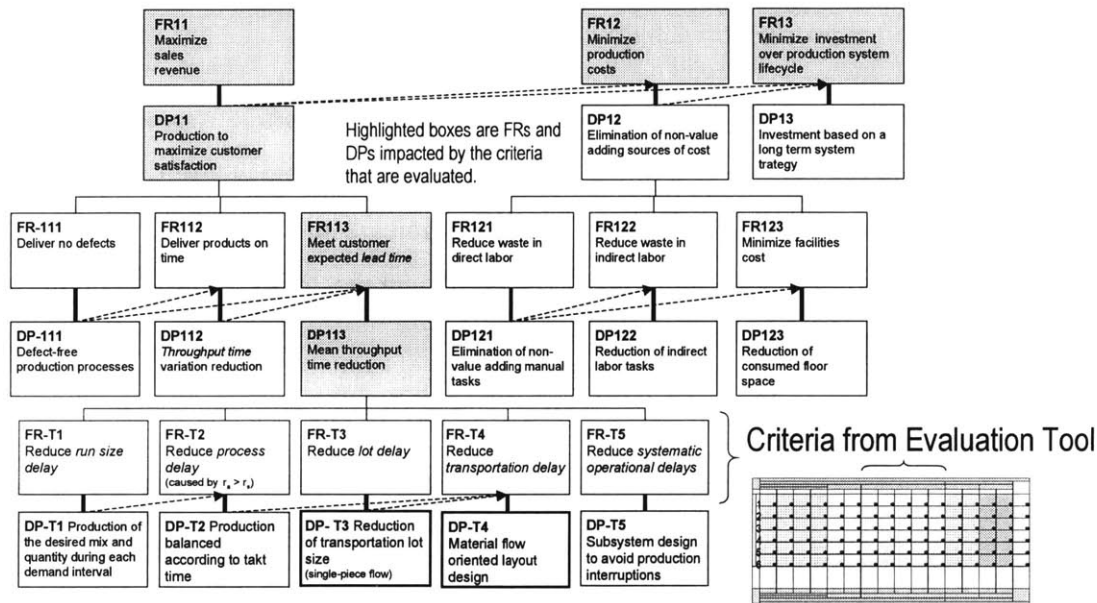 FR11
Maximize
sales
revenue
FR12
Minimize
production
costs
FR13
Minimize investment
over production system
lifecycle
DP11
Production to
maximize customer
satisfaction
Highlighted boxes are FRs and
DPs impacted by the criteria
that are evaluated.
DP12
Elimination of non-value
adding sources of cost
DP13
Investment based on a
long term system
trategy
FR-111
Deliver no defects
FR112
Deliver products on
time
FR113
Meet customer
expected lead time
FR121
Reduce waste in
direct labor
FR122
Reduce waste in
indirect labor
FR123
Minimize facilities
cost
DP-111
Defect-free
production processes
DP112
Throughput time
variation reduction
DP113
Mean throughput
time reduction
DP121
Elimination of non-
value adding manual
tasks
DP122
Reduction of indirect
labor tasks
DP123
Reduction of
consumed floor
space
FR-T1
Reduce run size
delay
FR-T2
Reduce process
delay
(caused by
FR-T3
Reduce lot delay
FR-T4
Reduce
transportation delay
FR-T5
Reduce systematic
operational delays
Criteria from Evaluation Tool
DP-T1 Production of
the desired mix and
quantity during each
demand interval
DP-T2 Production
balanced
according to takt
time
DP- T3 Reduction
of transportation lot
size
(single-piece flow)
DP-T4
Material flow
oriented layout
design
DP-T5
Subsystem design
to avoid production
interruptions